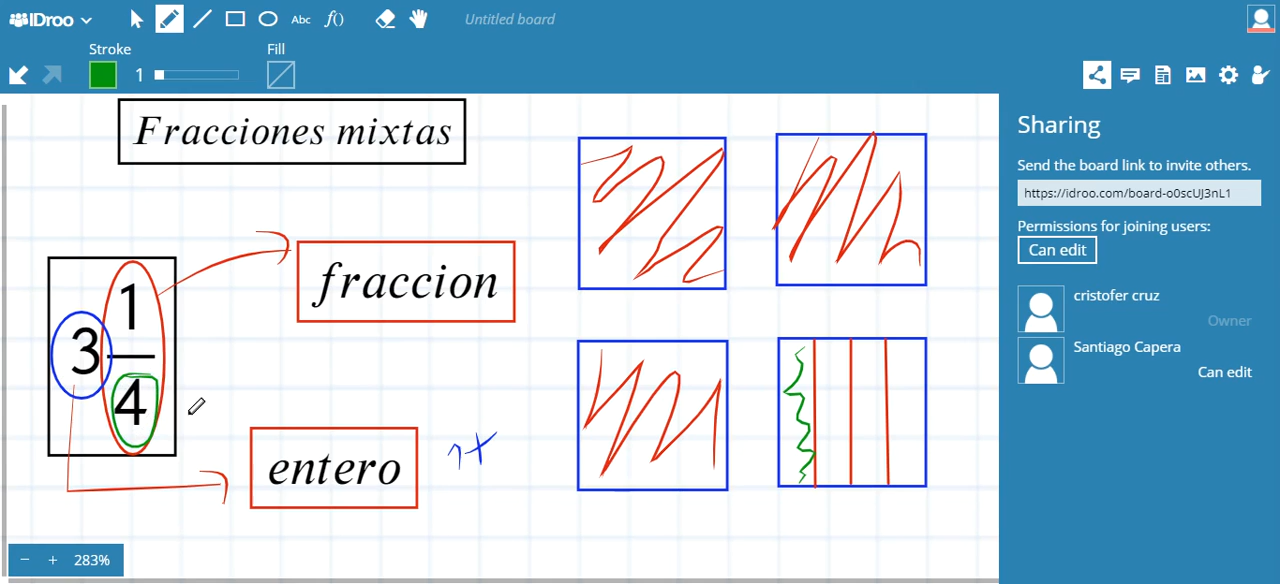 IDroo
Abc
f()
Untitled board
Stroke
1
Fill
Fracciones mixtas
3 1/4
fraccion
entero
1+
283%
Sharing
Send the board link to invite others.
https://idroo.com/board-o0scUJ3nL1
Permissions for joining users:
Can edit
cristofer cruz
Owner
Santiago Capera
Can edit